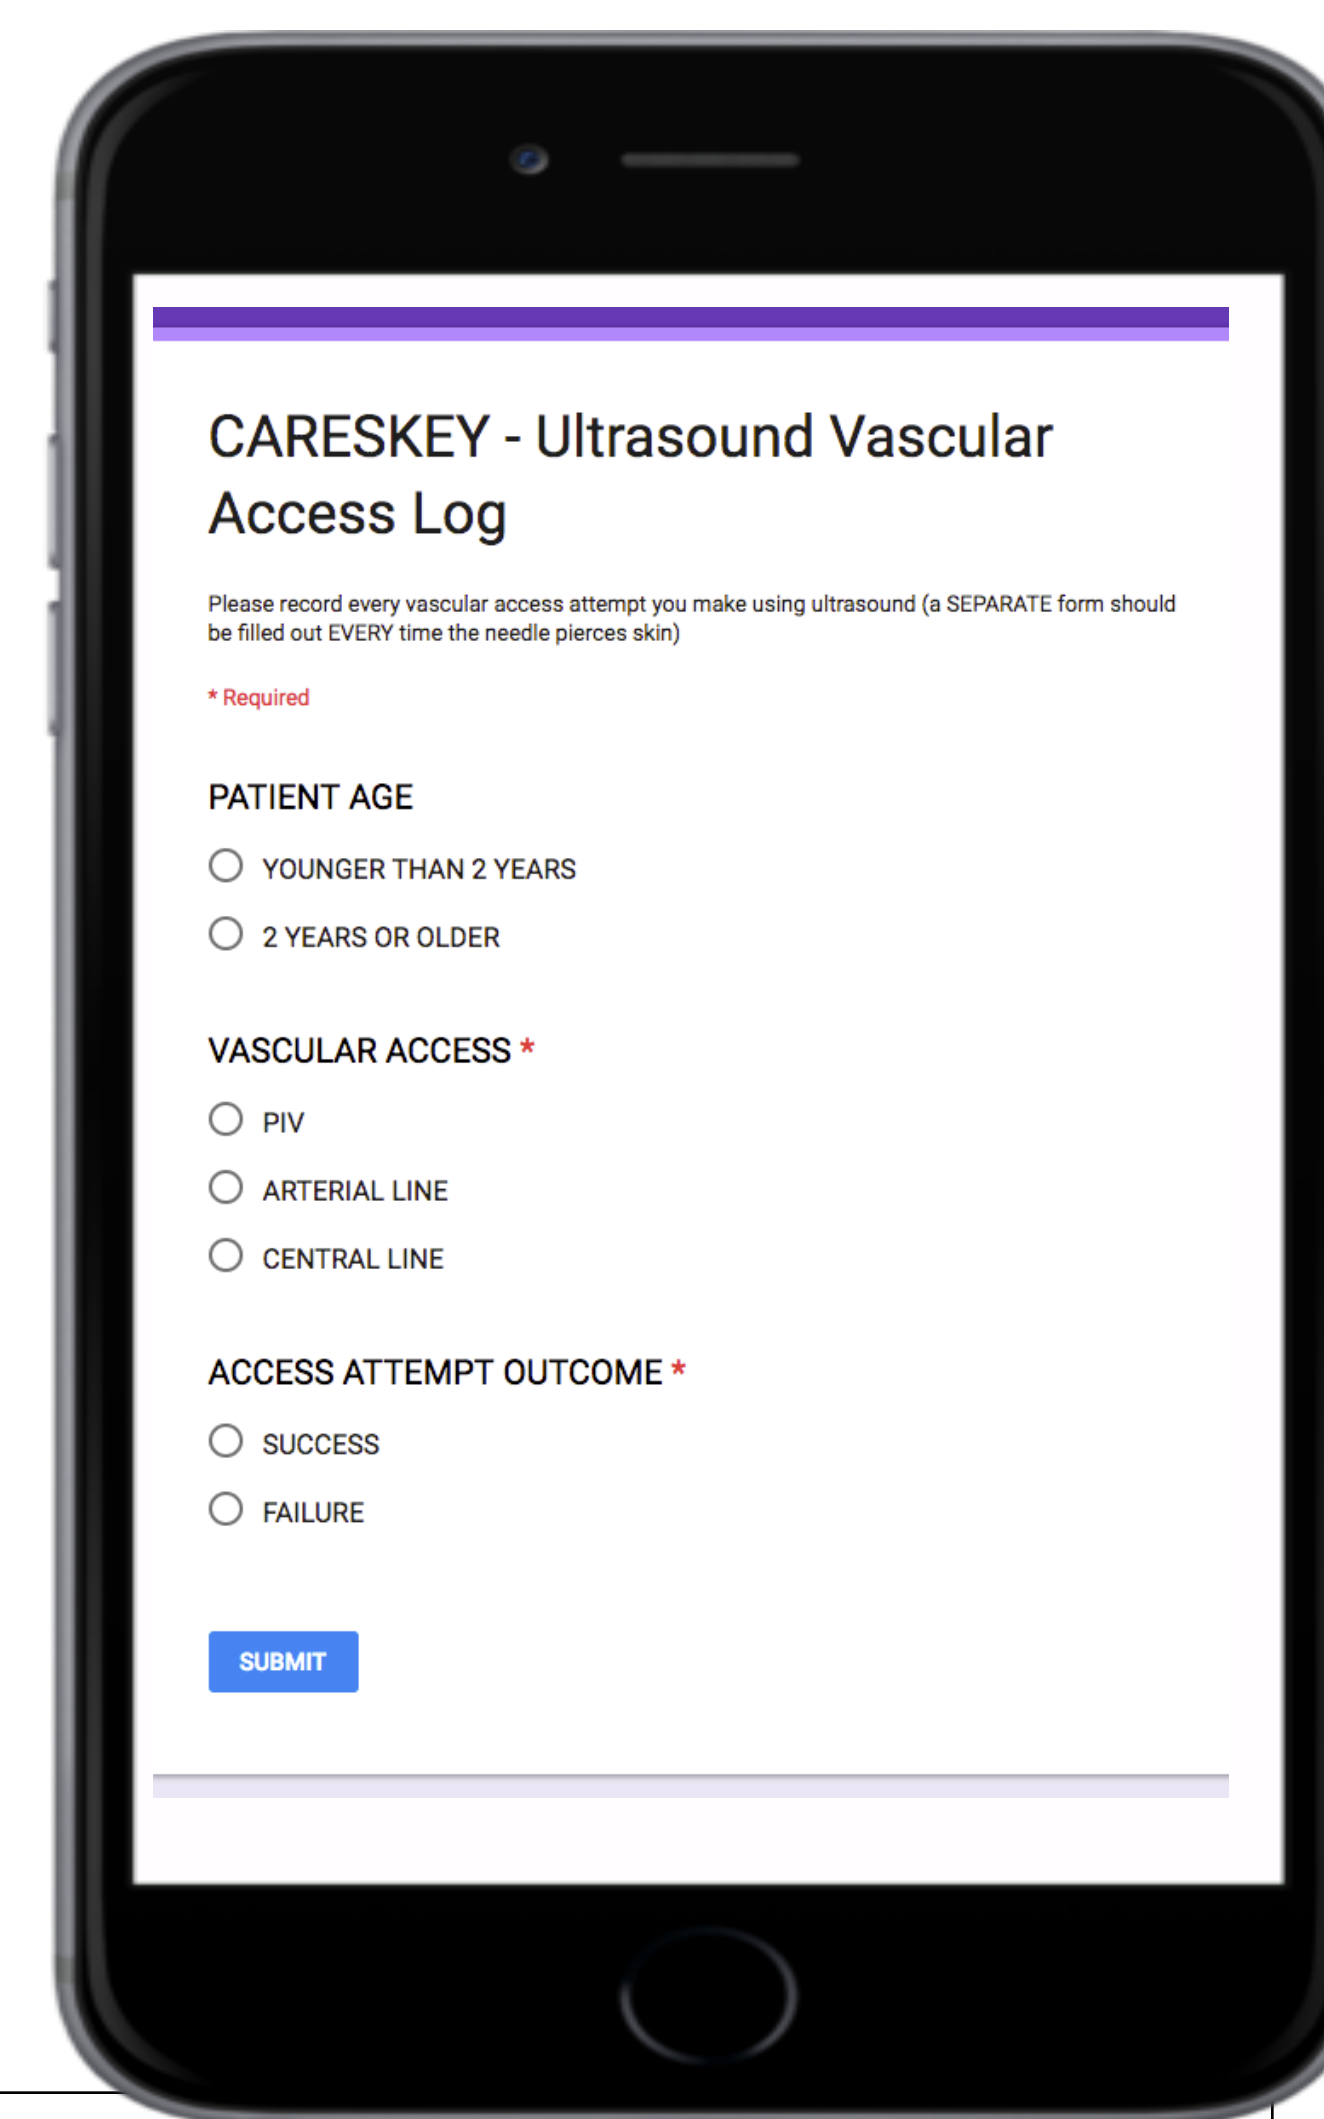 CARESKEY - Ultrasound Vascular
Access Log
Please record every vascular access attempt you make using ultrasound (a SEPARATE form should
be filled out EVERY time the needle pierces skin)
* Required
PATIENT AGE
YOUNGER THAN 2 YEARS
2 YEARS OR OLDER
VASCULAR ACCESS *
PIV
ARTERIAL LINE
CENTRAL LINE
ACCESS ATTEMPT OUTCOME *
SUCCESS
FAILURE
SUBMIT